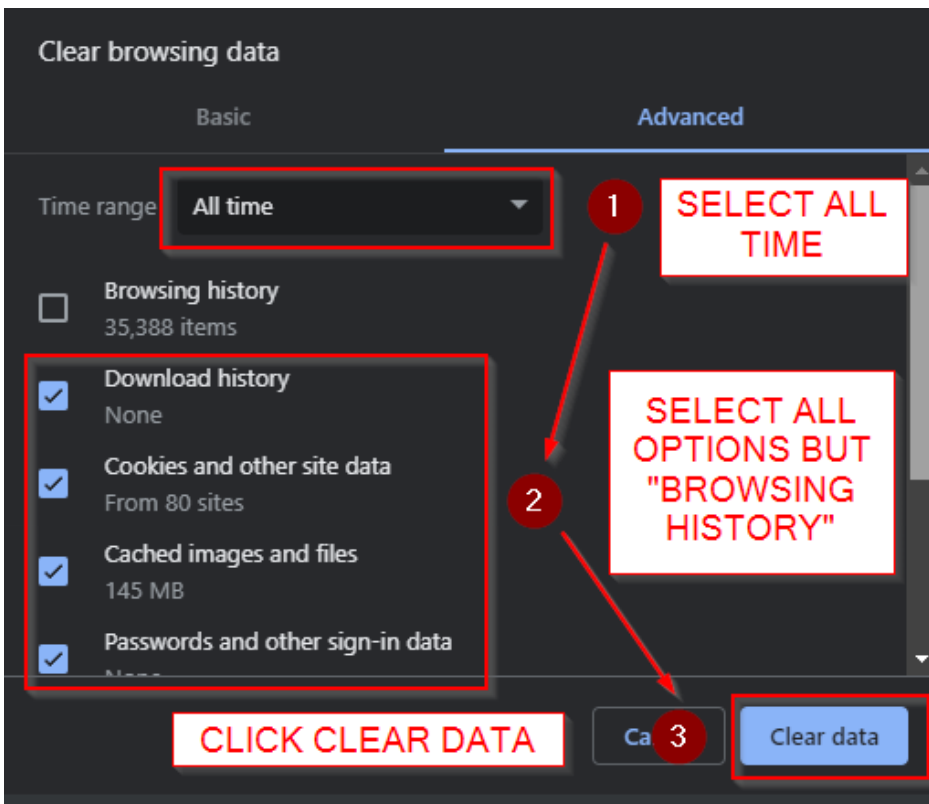 Clear browsing data
Basic
Advanced
Time range
All time
1
SELECT ALL
TIME
Browsing history
35,388 items
Download history
None
SELECT ALL
OPTIONS BUT
"BROWSING
HISTORY"
Cookies and other site data
From 80 sites
2
Cached images and files
145 MB
Passwords and other sign-in data
CLICK CLEAR DATA
3
Clear data